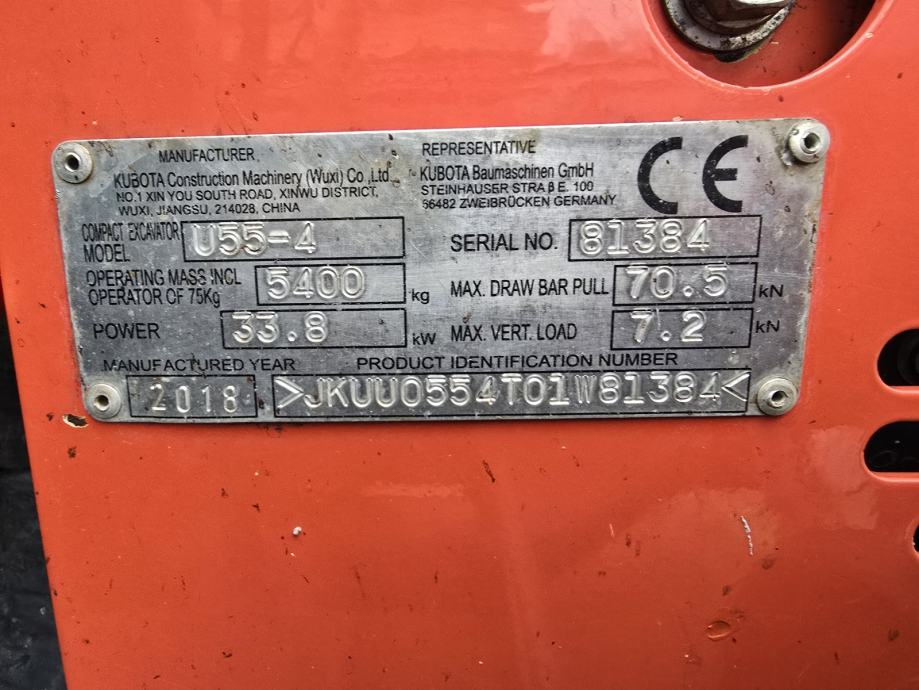 MANUFACTURER
KUBOTA Construction Machinery (Wuxi) Co.,Ltd.
NO.1 XIN YOU SOUTH ROAD, XINWU DISTRICT,
WUXI, JIANGSU, 214028, CHINA
REPRESENTATIVE
KUBOTA Baumaschinen GmbH
STEINHAUSER STRAßE. 100
66482 ZWEIBRÜCKEN GERMANY
CE
COMPACT EXCAVATOR
MODEL U55-4
SERIAL NO. 81384
OPERATING MASS INCL
OPERATOR OF 75Kg 5400 kg
MAX. DRAW BAR PULL 70.5 kN
POWER 33.8 kW
MAX. VERT. LOAD 7.2 kN
MANUFACTURED YEAR
2018
PRODUCT IDENTIFICATION NUMBER
>JKUU0554T01W81384<